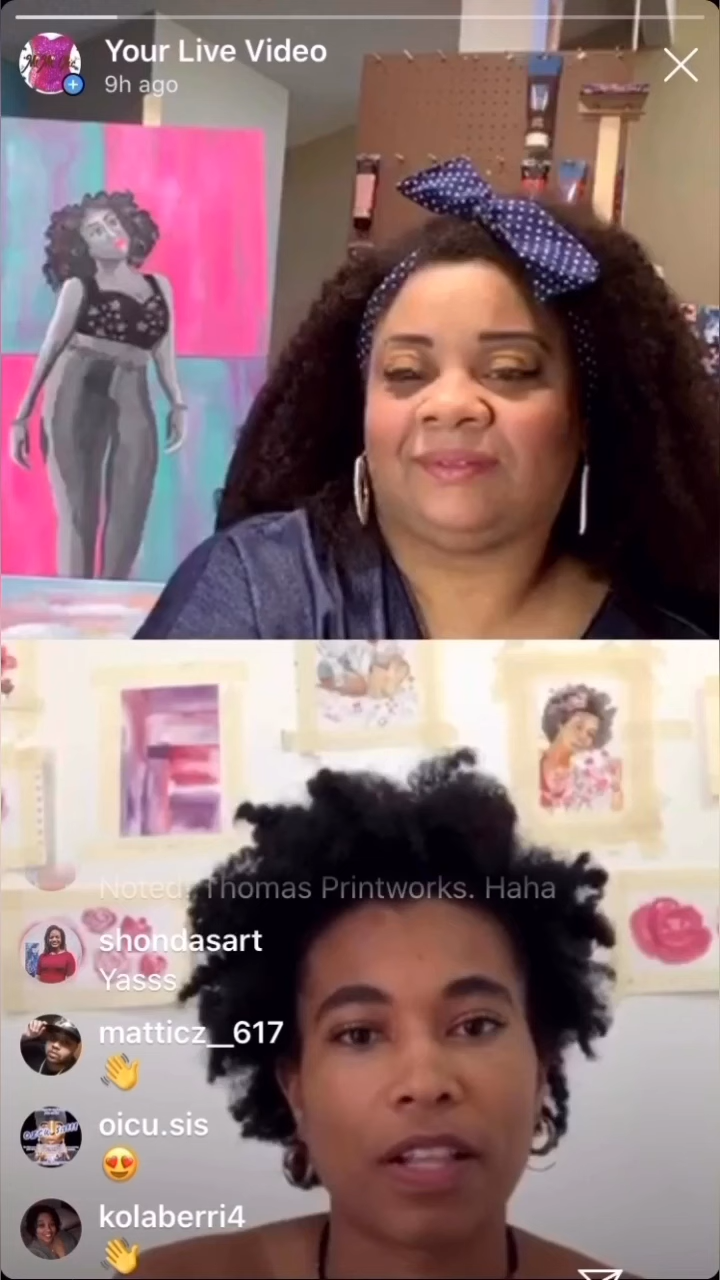 Your Live Video
9h ago
Noted. Thomas Printworks. Haha
shondasart
Yasss
matticz__617
👋
oicu.sis
😍
kolaberri4
👋